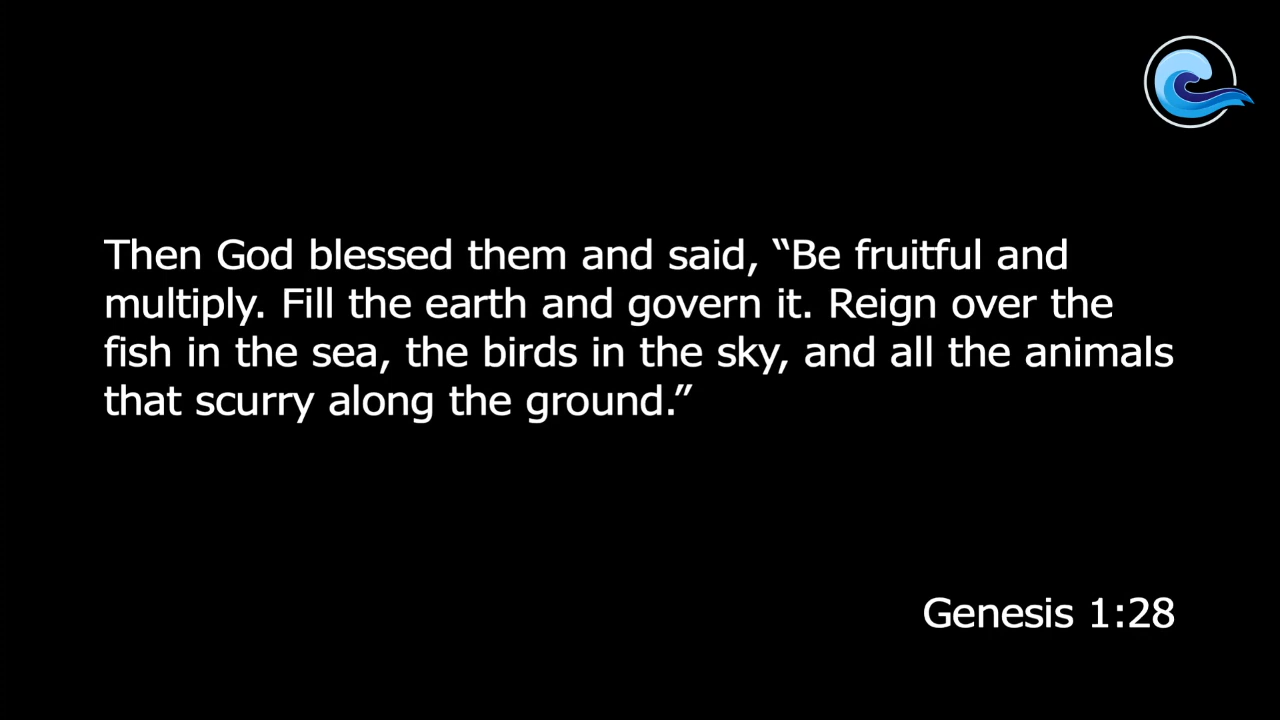 Then God blessed them and said, “Be fruitful and
multiply. Fill the earth and govern it. Reign over the
fish in the sea, the birds in the sky, and all the animals
that scurry along the ground.”
Genesis 1:28